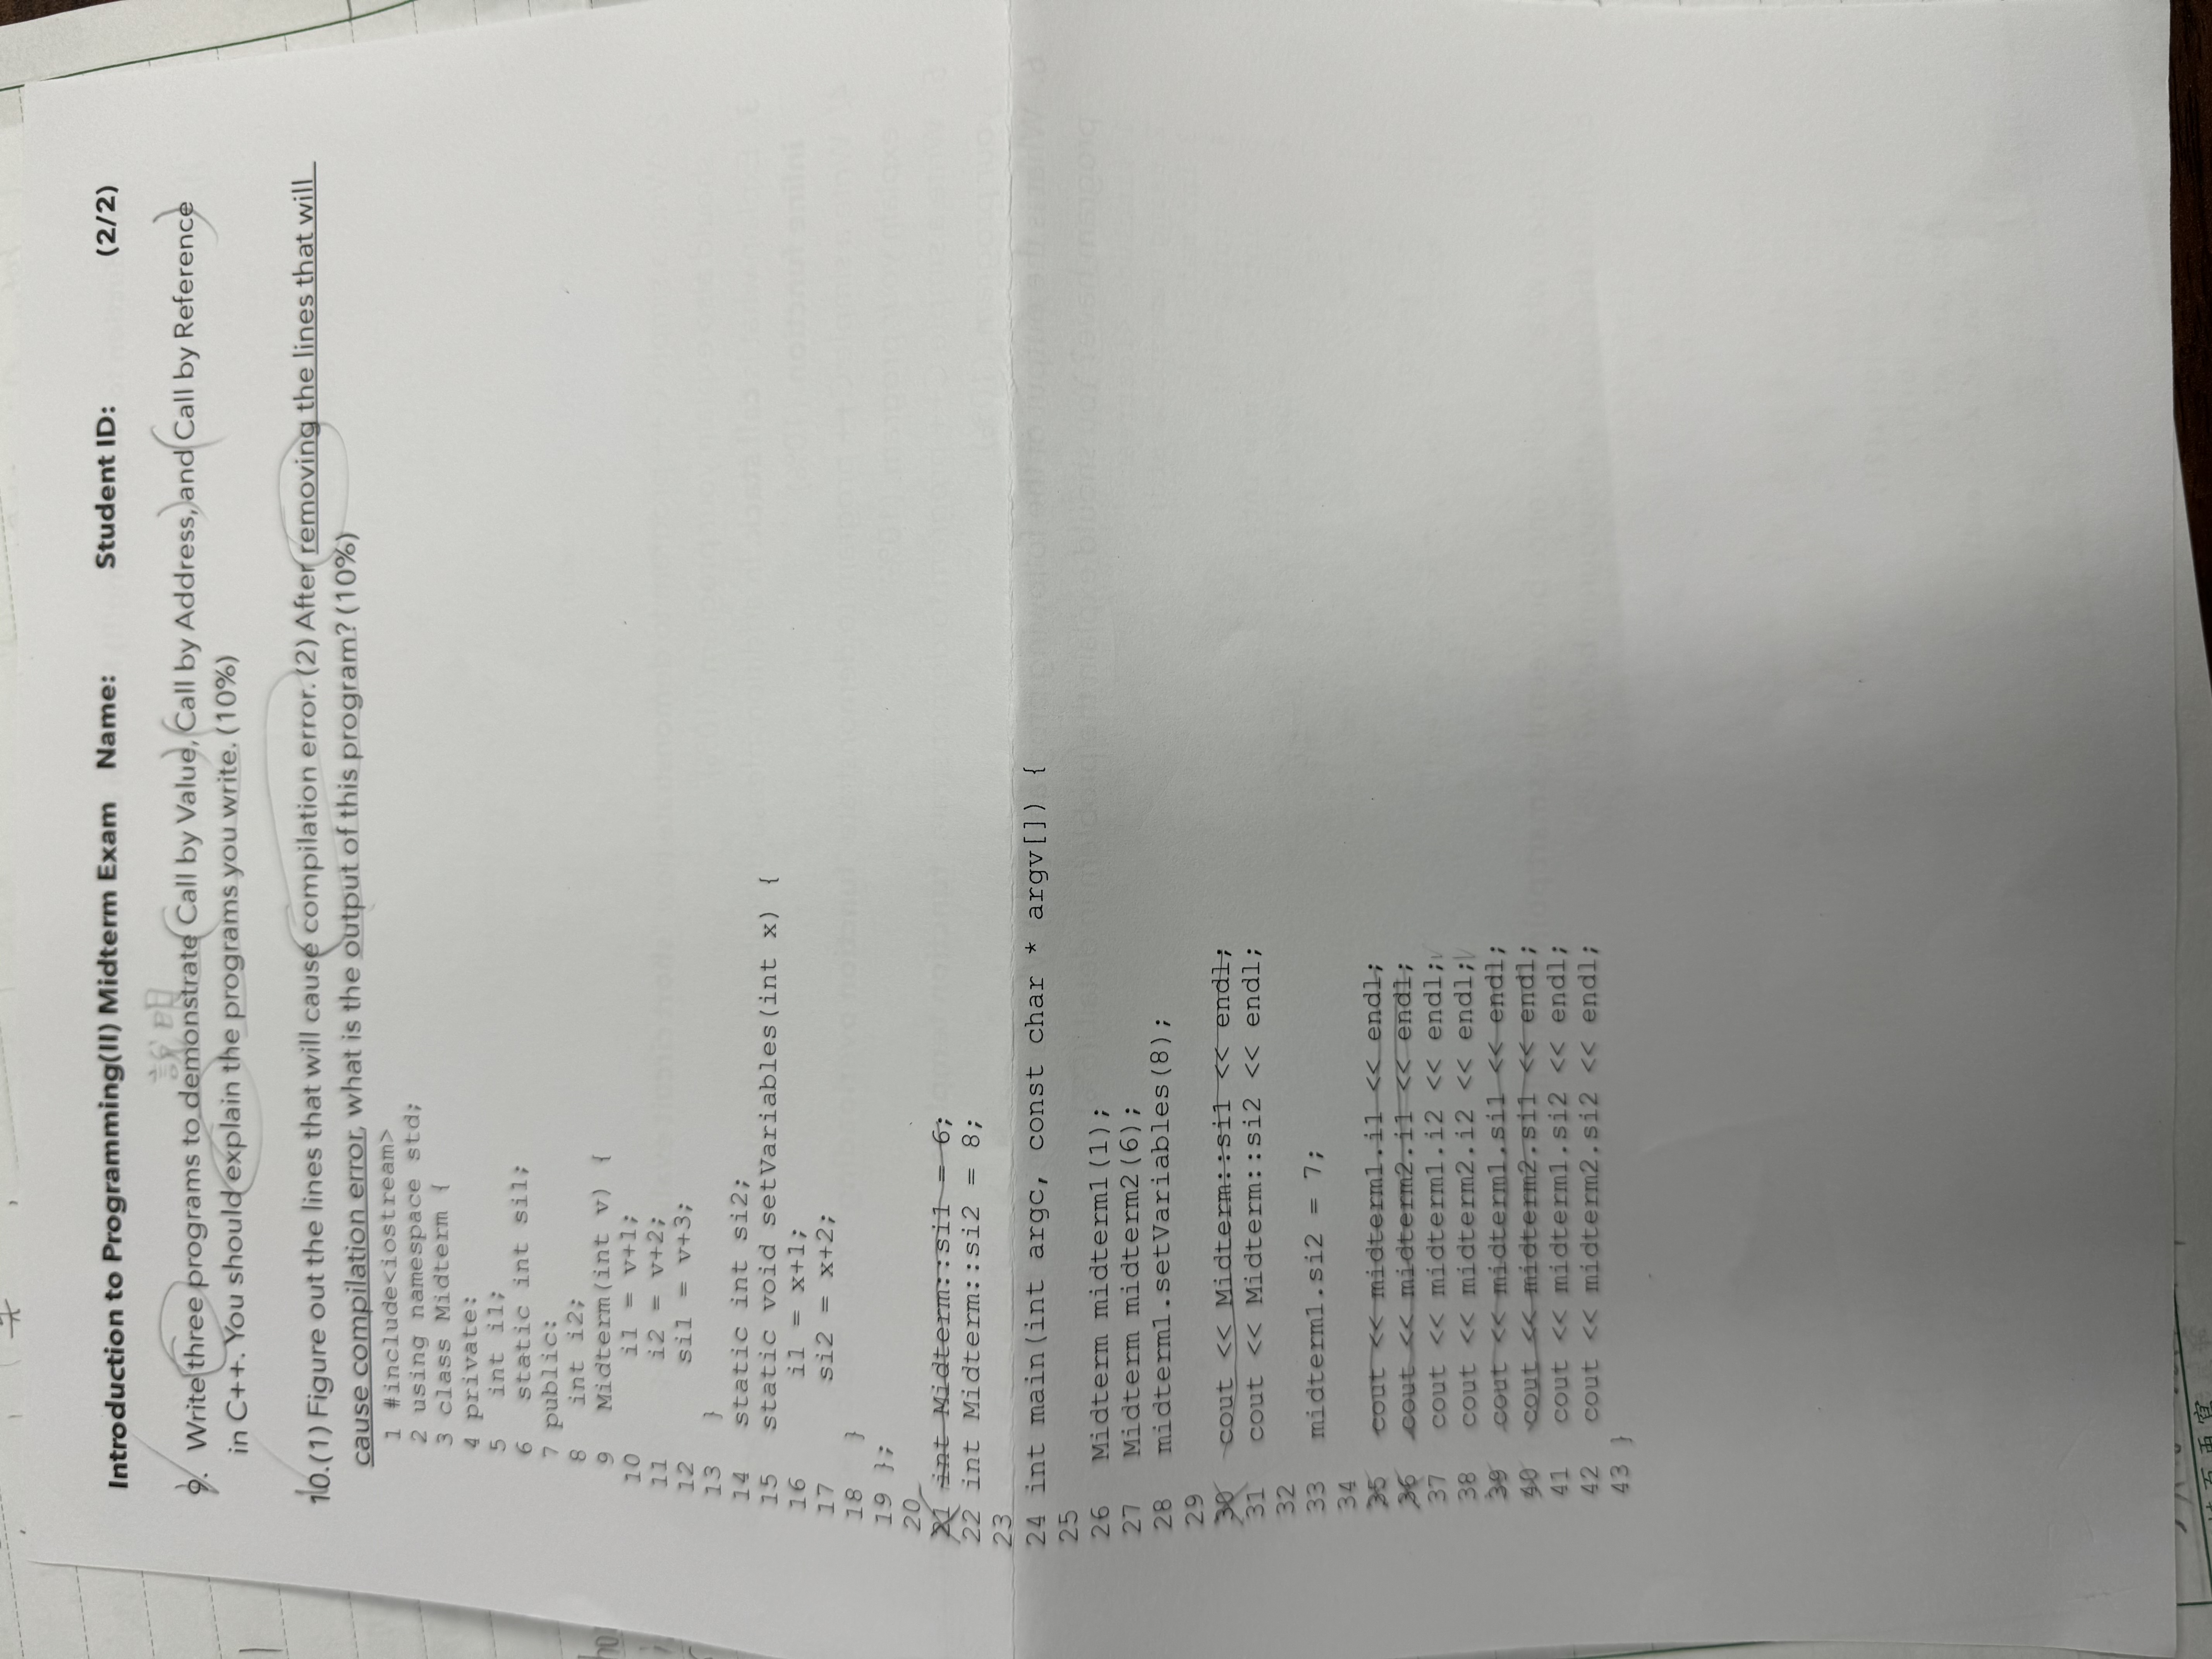 Introduction to Programming(II) Midterm Exam Name: Student ID: (2/2)
說明
9. Write three programs to demonstrate Call by Value, Call by Address, and Call by Reference
in C++. You should explain the programs you write. (10%)
10.(1) Figure out the lines that will cause compilation error. (2) After removing the lines that will
cause compilation error, what is the output of this program? (10%)
1 #include<iostream>
2 using namespace std;
3 class Midterm {
4 private:
5 int i1;
6 static int si1;
7 public:
8 int i2;
9 Midterm(int v) {
10 i1 = v+1;
11 i2 = v+2;
12 si1 = v+3;
13 }
14 static int si2;
15 static void setVariables(int x) {
16 i1 = x+1;
17 si2 = x+2;
18 }
19 };
20
21 int Midterm::si1 = 6;
22 int Midterm::si2 = 8;
23
24 int main(int argc, const char * argv[]) {
25
26 Midterm midterm1(1);
27 Midterm midterm2(6);
28 midterm1.setVariables(8);
29
30 cout << Midterm::si1 << endl;
31 cout << Midterm::si2 << endl;
32
33 midterm1.si2 = 7;
34
35 cout << midterm1.i1 << endl;
36 cout << midterm2.i1 << endl;
37 cout << midterm1.i2 << endl;
38 cout << midterm2.i2 << endl;
39 cout << midterm1.si1 << endl;
40 cout << midterm2.si1 << endl;
41 cout << midterm1.si2 << endl;
42 cout << midterm2.si2 << endl;
43 }